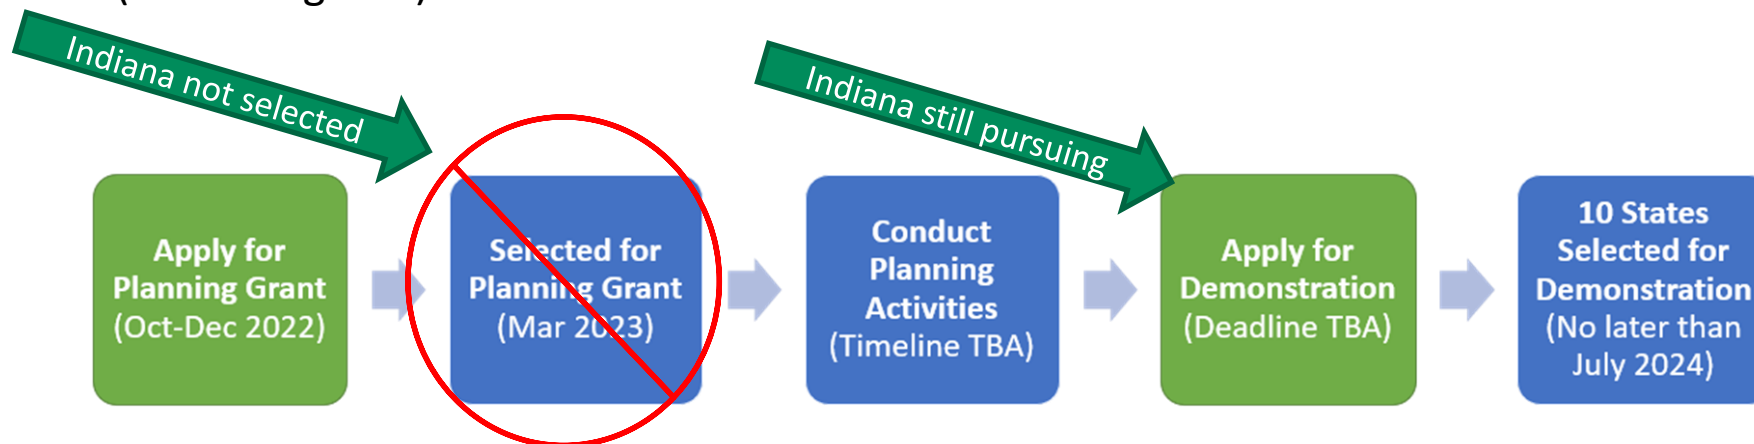 Indiana not selected
Indiana still pursuing
Apply for
Planning Grant
(Oct-Dec 2022)
Selected for
Planning Grant
(Mar 2023)
Conduct
Planning
Activities
(Timeline TBA)
Apply for
Demonstration
(Deadline TBA)
10 States
Selected for
Demonstration
(No later than
July 2024)